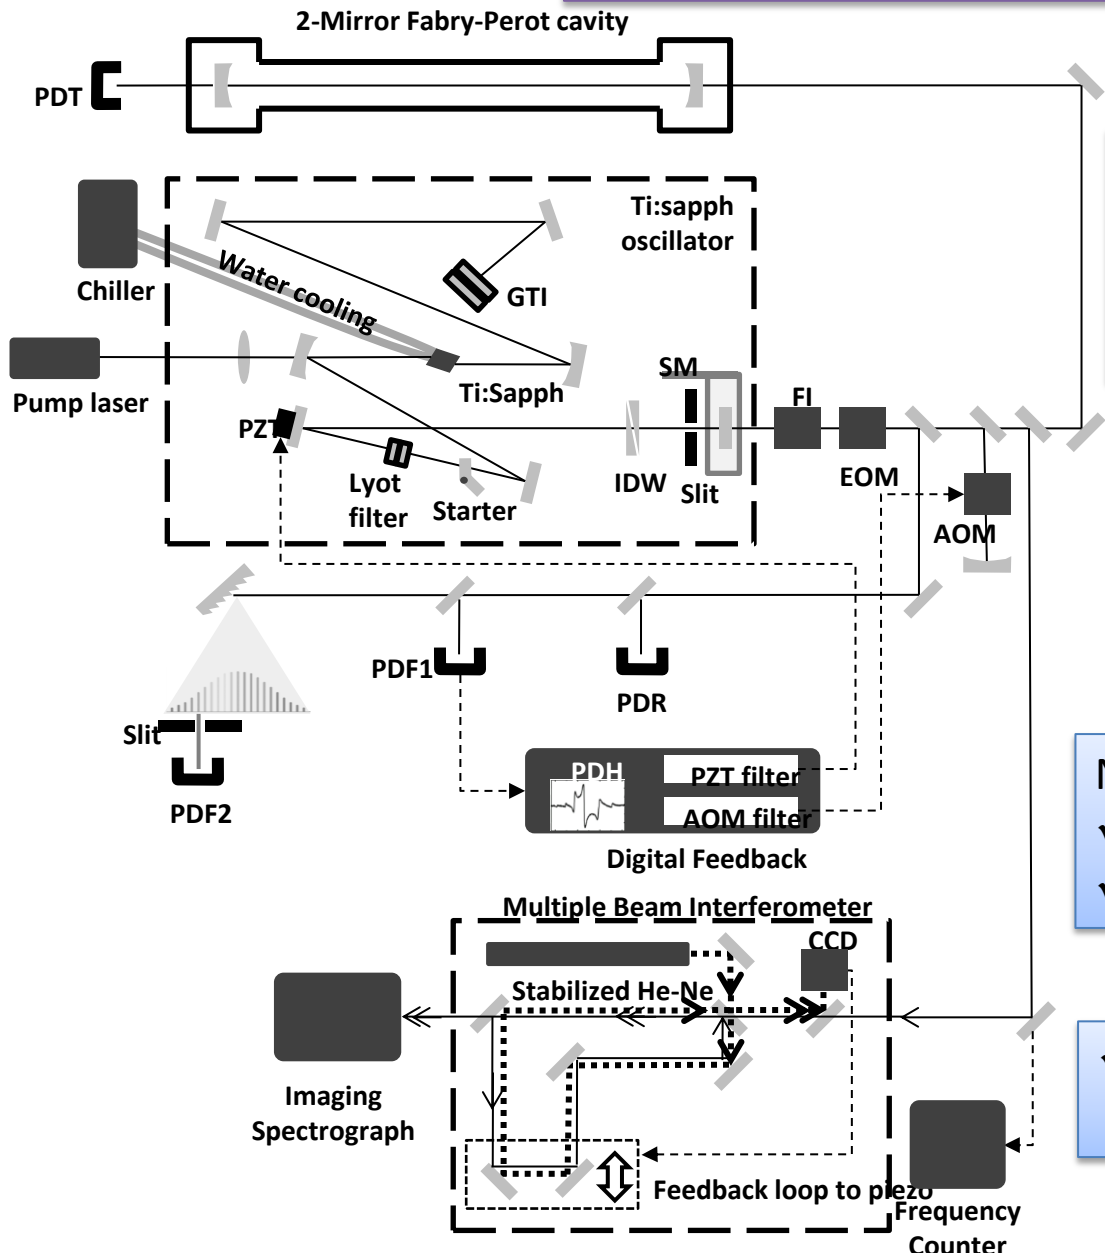 2-Mirror Fabry-Perot cavity
PDT
Ti:sapph
oscillator
Water cooling
Chiller
GTI
Pump laser
Ti:Sapph
SM
FI
PZT
Lyot
filter
Starter
IDW
Slit
EOM
AOM
PDF1
PDR
Slit
PDF2
PDH
PZT filter
AOM filter
Digital Feedback
Multiple Beam Interferometer
CCD
Stabilized He-Ne
Imaging
Spectrograph
Feedback loop to piezo
Frequency
Counter